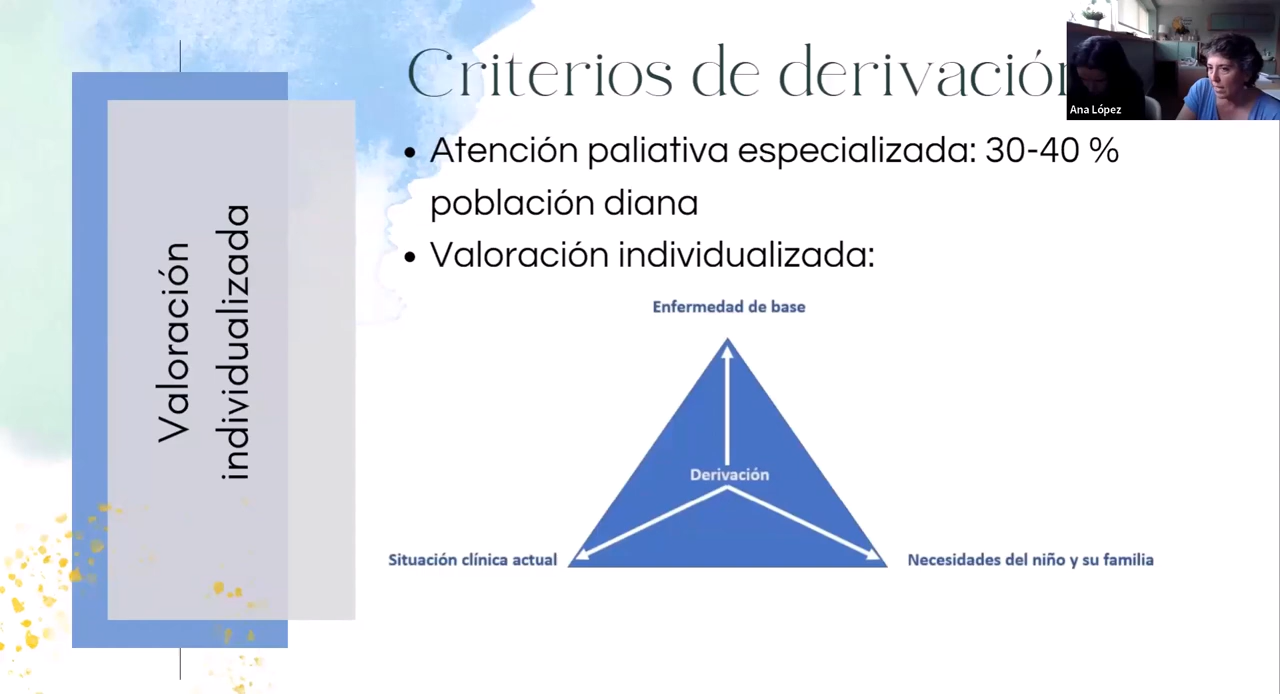 Criterios de derivación
Ana López
• Atención paliativa especializada: 30-40 %
población diana
• Valoración individualizada:
Valoración
individualizada
Enfermedad de base
Derivación
Situación clínica actual
Necesidades del niño y su familia